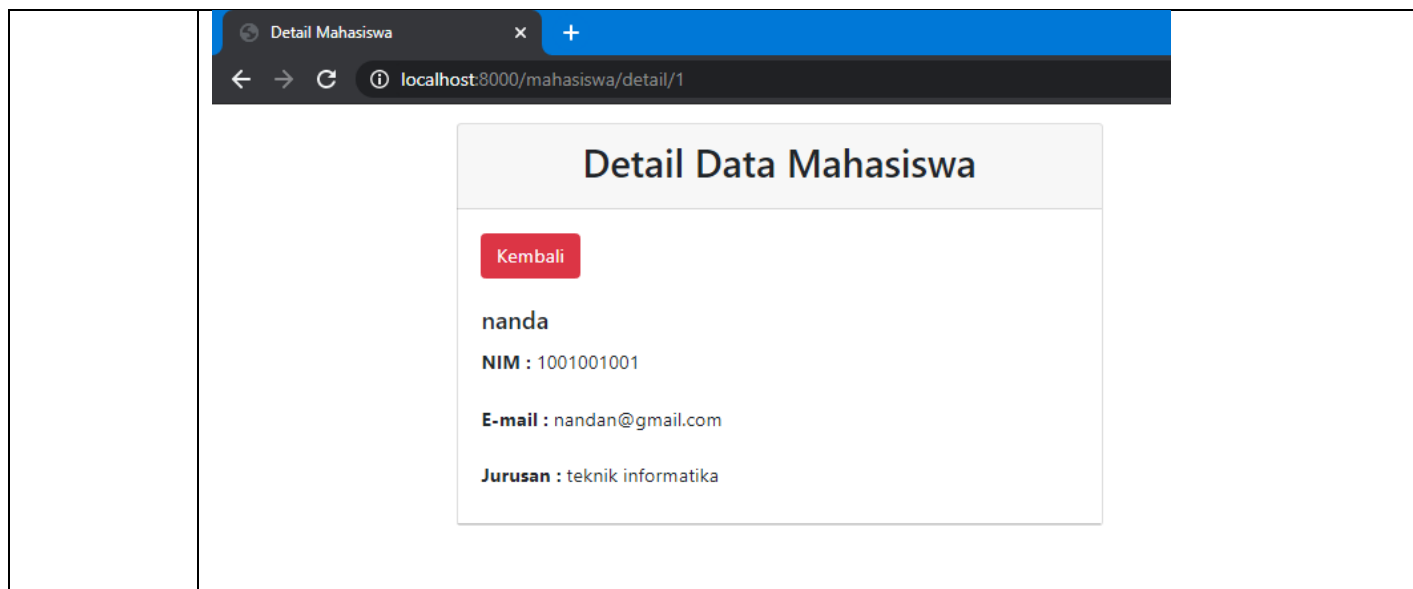 Detail Mahasiswa
localhost:8000/mahasiswa/detail/1
Detail Data Mahasiswa
Kembali
nanda
NIM : 1001001001
E-mail : nandan@gmail.com
Jurusan : teknik informatika